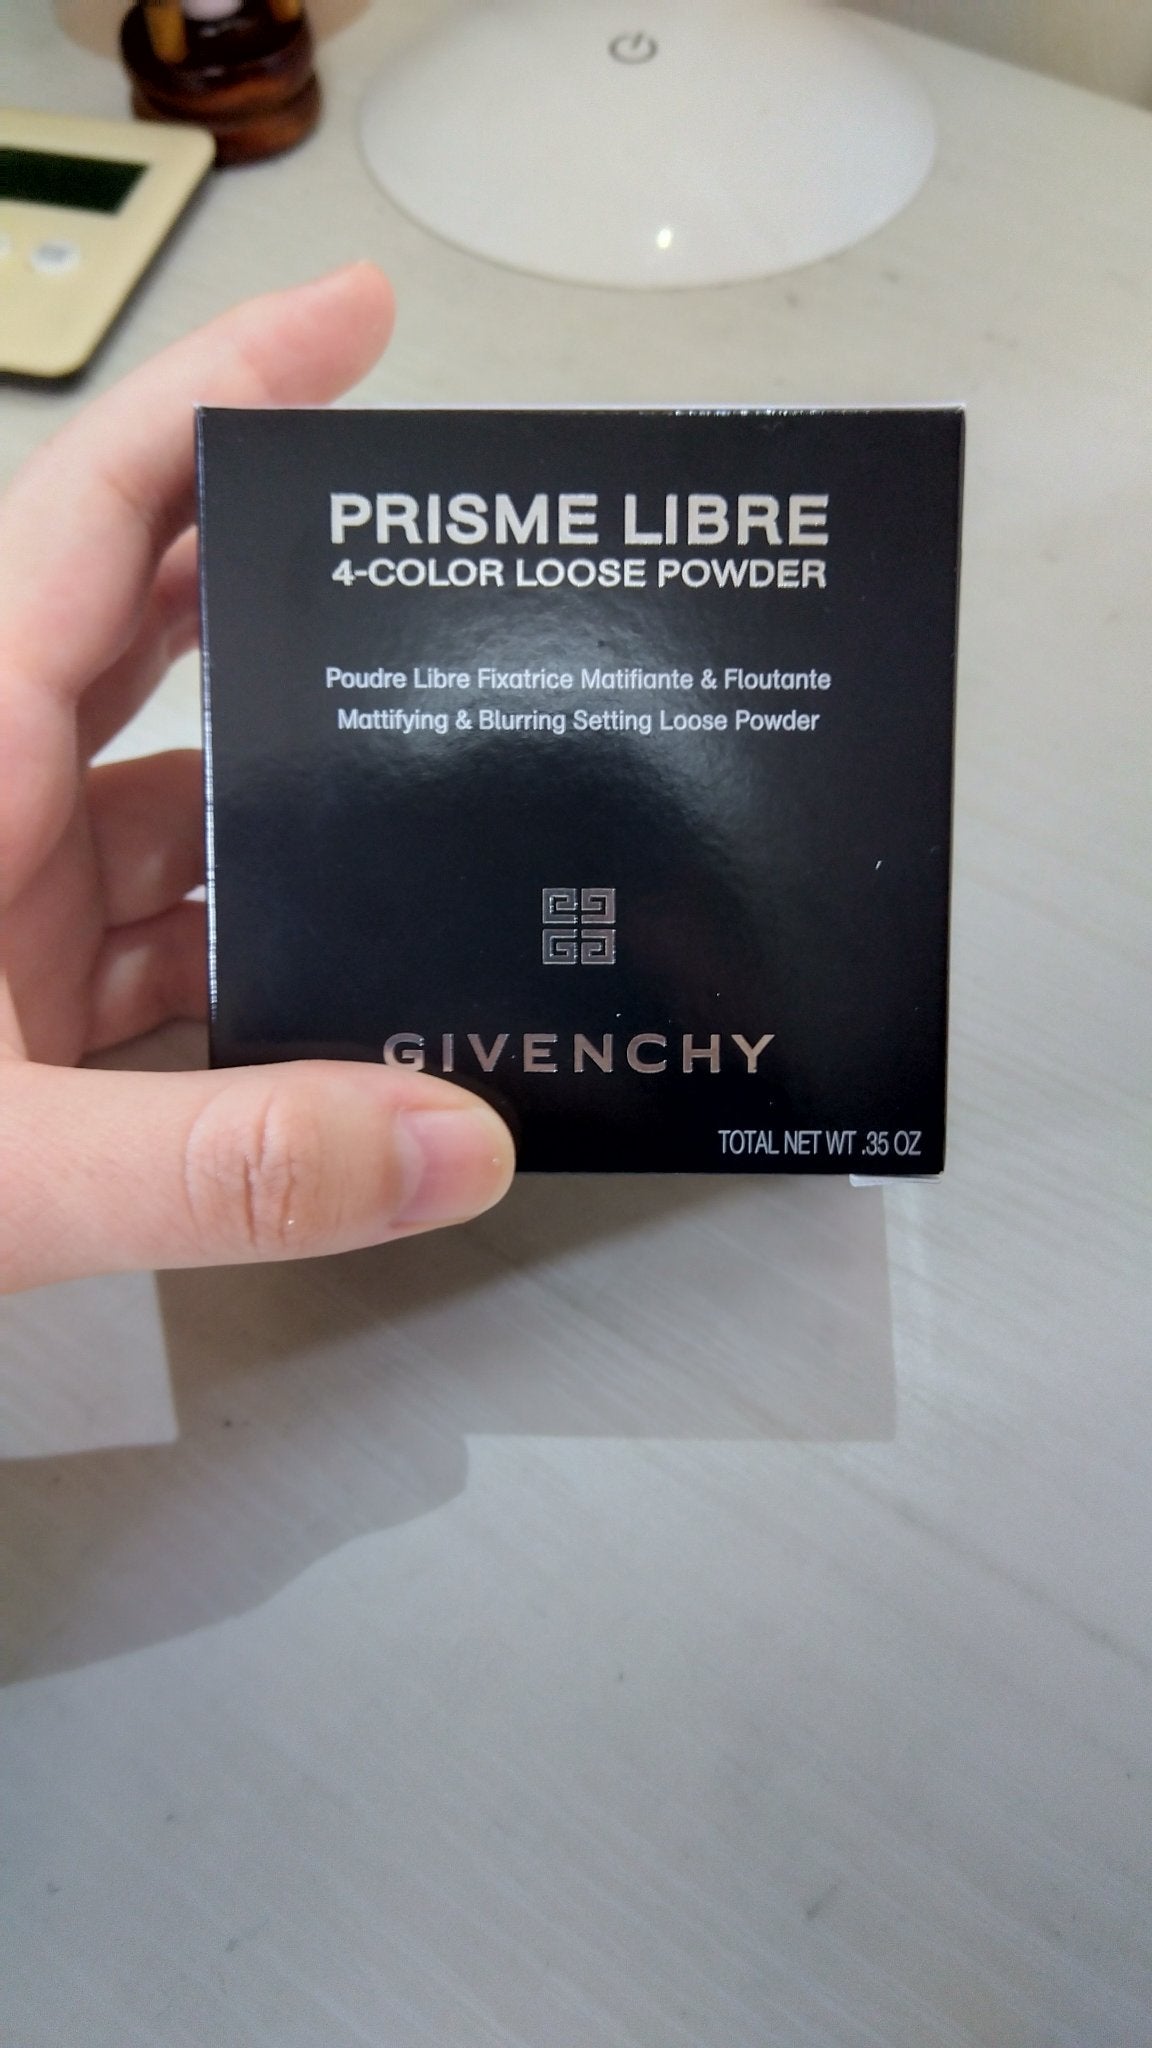 PRISME LIBRE
4-COLOR LOOSE POWDER
Poudre Libre Fixatrice Matifiante & Floutante
Mattifying & Blurring Setting Loose Powder
GIVENCHY
TOTAL NET WT .35 OZ